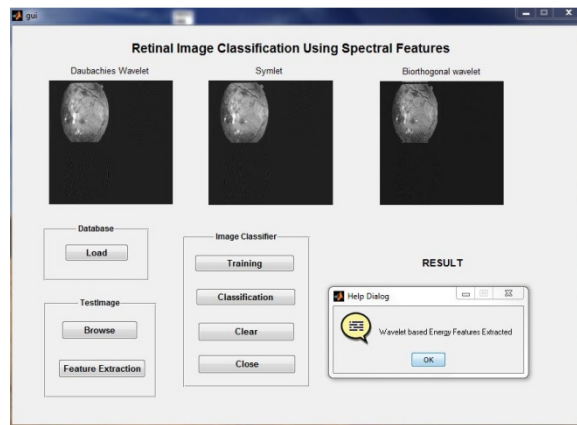 gui
Retinal Image Classification Using Spectral Features
Daubachies Wavelet
Symlet
Biorthogonal wavelet
Database
Load
Image Classifier
Training
Classification
Clear
Close
TestImage
Browse
Feature Extraction
RESULT
Help Dialog
Wavelet based Energy Features Extracted
OK